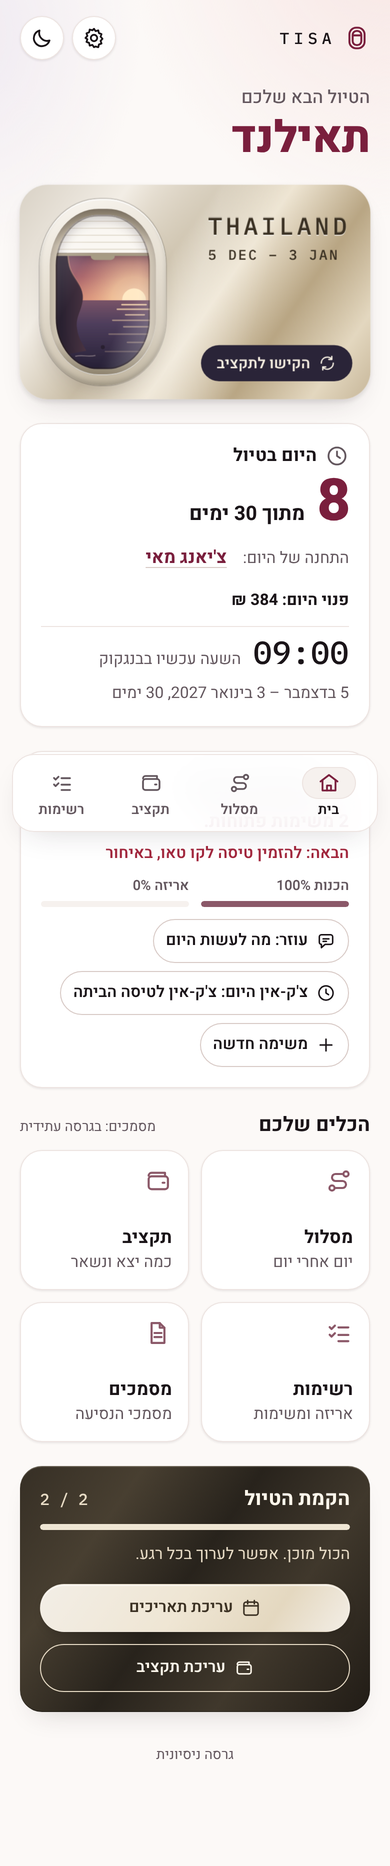 TISA
הטיול הבא שלכם
תאילנד
THAILAND
5 DEC – 3 JAN
הקישו לתקציב
היום בטיול
8 מתוך 30 ימים
התחנה של היום: צ'יאנג מאי
פנוי היום: 384 ₪
09:00 השעה עכשיו בבנגקוק
5 בדצמבר – 3 בינואר 2027, 30 ימים
בית
מסלול
תקציב
רשימות
2 משימות פתוחות
הבאה: להזמין טיסה לקו טאו, באיחור
הכנות 100%
אריזה 0%
עוזר: מה לעשות היום
צ'ק-אין היום: צ'ק-אין לטיסה הביתה
משימה חדשה
הכלים שלכם
מסמכים: בגרסה עתידית
מסלול
יום אחרי יום
תקציב
כמה יצא ונשאר
רשימות
אריזה ומשימות
מסמכים
מסמכי הנסיעה
הקמת הטיול
2 / 2
הכול מוכן. אפשר לערוך בכל רגע.
עריכת תאריכים
עריכת תקציב
גרסה ניסיונית